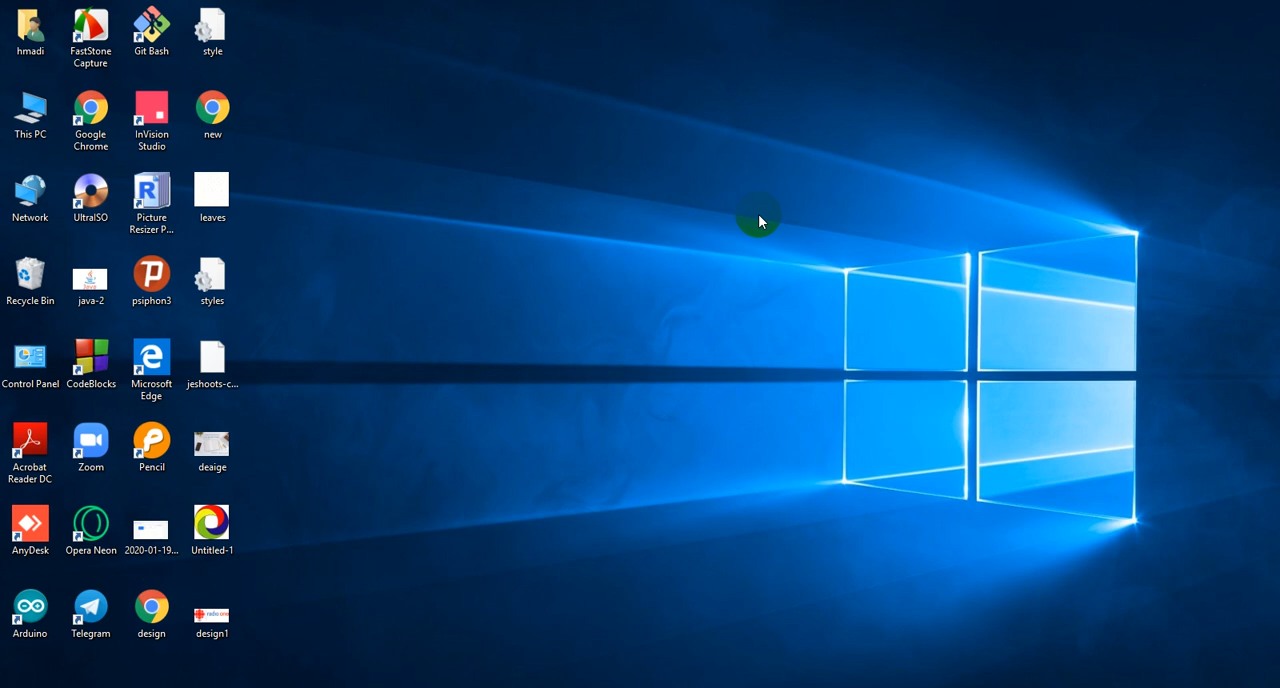 hmadi
FastStone
Capture
Git Bash
style
This PC
Google
Chrome
InVision
Studio
new
Network
UltraISO
Picture
Resizer P...
leaves
Recycle Bin
java-2
psiphon3
styles
Control Panel
CodeBlocks
Microsoft
Edge
jeshoots-c...
Acrobat
Reader DC
Zoom
Pencil
deaige
AnyDesk
Opera Neon
2020-01-19...
Untitled-1
Arduino
Telegram
design
radio one
design1